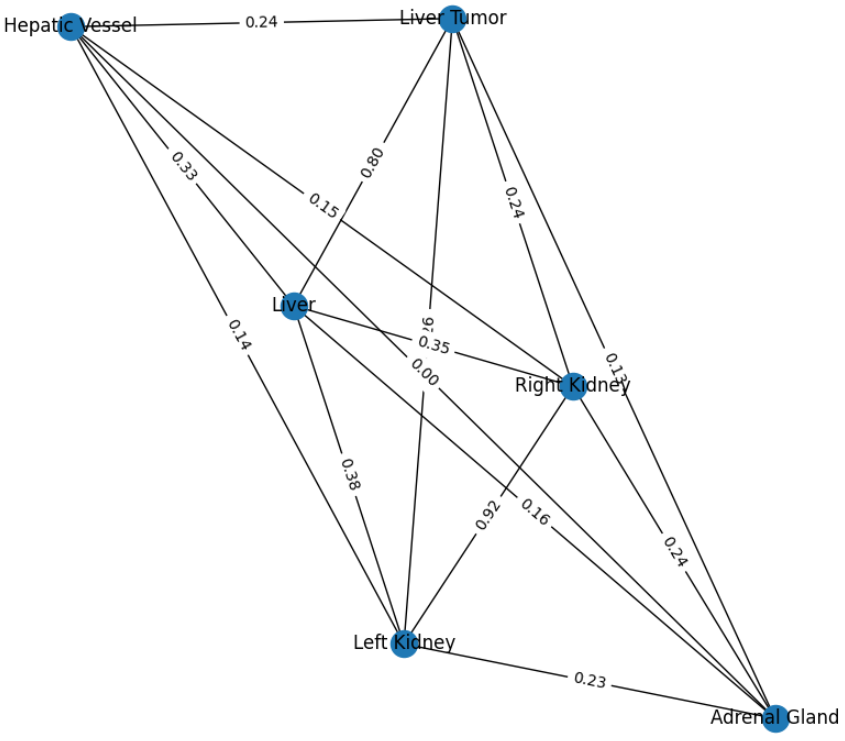 Hepatic Vessel
Liver Tumor
0.24
0.80
0.33
0.15
0.24
Liver
0.35
0.14
0.00
0.13
Right Kidney
0.38
0.92
0.16
0.24
Left Kidney
0.23
Adrenal Gland